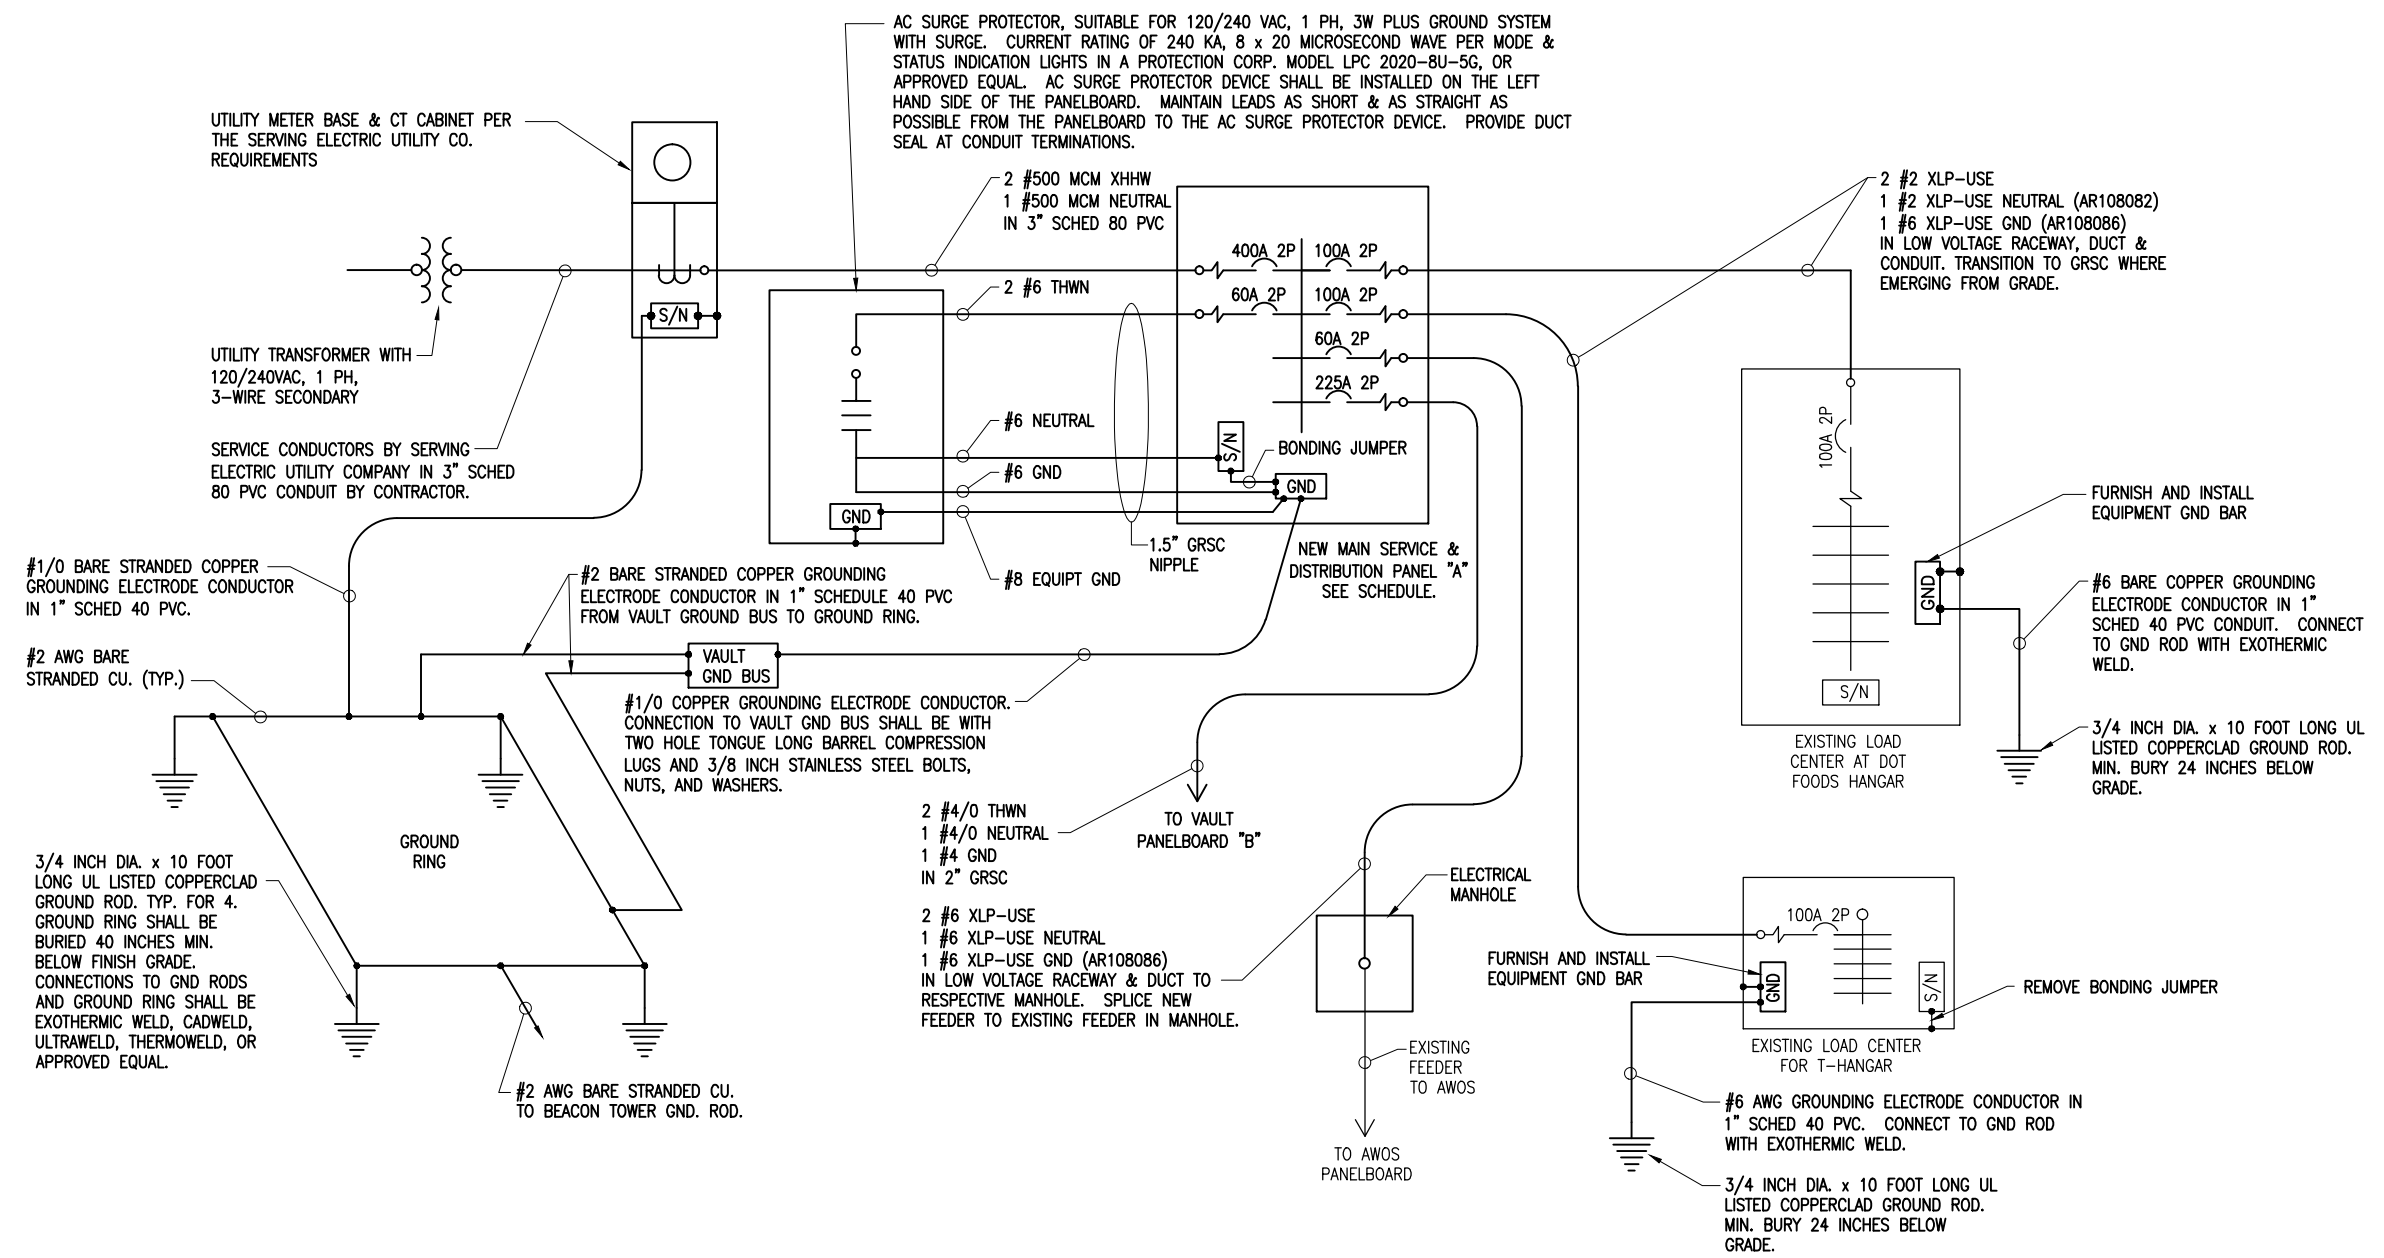 AC SURGE PROTECTOR, SUITABLE FOR 120/240 VAC, 1 PH, 3W PLUS GROUND SYSTEM
WITH SURGE. CURRENT RATING OF 240 KA, 8 x 20 MICROSECOND WAVE PER MODE &
STATUS INDICATION LIGHTS IN A PROTECTION CORP. MODEL LPC 2020-8U-5G, OR
APPROVED EQUAL. AC SURGE PROTECTOR DEVICE SHALL BE INSTALLED ON THE LEFT
HAND SIDE OF THE PANELBOARD. MAINTAIN LEADS AS SHORT & AS STRAIGHT AS
POSSIBLE FROM THE PANELBOARD TO THE AC SURGE PROTECTOR DEVICE. PROVIDE DUCT
SEAL AT CONDUIT TERMINATIONS.
UTILITY METER BASE & CT CABINET PER
THE SERVING ELECTRIC UTILITY CO.
REQUIREMENTS
2 #500 MCM XHHW
1 #500 MCM NEUTRAL
IN 3" SCHED 80 PVC
2 #2 XLP-USE
1 #2 XLP-USE NEUTRAL (AR108082)
1 #6 XLP-USE GND (AR108086)
IN LOW VOLTAGE RACEWAY, DUCT &
CONDUIT. TRANSITION TO GRSC WHERE
EMERGING FROM GRADE.
400A 2P
100A 2P
60A 2P
100A 2P
60A 2P
225A 2P
2 #6 THWN
S/N
UTILITY TRANSFORMER WITH
120/240VAC, 1 PH,
3-WIRE SECONDARY
SERVICE CONDUCTORS BY SERVING
ELECTRIC UTILITY COMPANY IN 3" SCHED
80 PVC CONDUIT BY CONTRACTOR.
#6 NEUTRAL
#6 GND
S/N
BONDING JUMPER
GND
GND
1.5" GRSC
NIPPLE
#8 EQUIPT GND
NEW MAIN SERVICE &
DISTRIBUTION PANEL "A"
SEE SCHEDULE.
100A 2P
GND
S/N
FURNISH AND INSTALL
EQUIPMENT GND BAR
#6 BARE COPPER GROUNDING
ELECTRODE CONDUCTOR IN 1"
SCHED 40 PVC CONDUIT. CONNECT
TO GND ROD WITH EXOTHERMIC
WELD.
EXISTING LOAD
CENTER AT DOT
FOODS HANGAR
3/4 INCH DIA. x 10 FOOT LONG UL
LISTED COPPERCLAD GROUND ROD.
MIN. BURY 24 INCHES BELOW
GRADE.
#1/0 BARE STRANDED COPPER
GROUNDING ELECTRODE CONDUCTOR
IN 1" SCHED 40 PVC.
#2 BARE STRANDED COPPER GROUNDING
ELECTRODE CONDUCTOR IN 1" SCHEDULE 40 PVC
FROM VAULT GROUND BUS TO GROUND RING.
#2 AWG BARE
STRANDED CU. (TYP.)
VAULT
GND BUS
#1/0 COPPER GROUNDING ELECTRODE CONDUCTOR.
CONNECTION TO VAULT GND BUS SHALL BE WITH
TWO HOLE TONGUE LONG BARREL COMPRESSION
LUGS AND 3/8 INCH STAINLESS STEEL BOLTS,
NUTS, AND WASHERS.
GROUND
RING
3/4 INCH DIA. x 10 FOOT
LONG UL LISTED COPPERCLAD
GROUND ROD. TYP. FOR 4.
GROUND RING SHALL BE
BURIED 40 INCHES MIN.
BELOW FINISH GRADE.
CONNECTIONS TO GND RODS
AND GROUND RING SHALL BE
EXOTHERMIC WELD, CADWELD,
ULTRAWELD, THERMOWELD, OR
APPROVED EQUAL.
#2 AWG BARE STRANDED CU.
TO BEACON TOWER GND. ROD.
2 #4/0 THWN
1 #4/0 NEUTRAL
1 #4 GND
IN 2" GRSC
TO VAULT
PANELBOARD "B"
2 #6 XLP-USE
1 #6 XLP-USE NEUTRAL
1 #6 XLP-USE GND (AR108086)
IN LOW VOLTAGE RACEWAY & DUCT TO
RESPECTIVE MANHOLE. SPLICE NEW
FEEDER TO EXISTING FEEDER IN MANHOLE.
ELECTRICAL
MANHOLE
EXISTING
FEEDER
TO AWOS
TO AWOS
PANELBOARD
FURNISH AND INSTALL
EQUIPMENT GND BAR
100A 2P
GND
S/N
REMOVE BONDING JUMPER
EXISTING LOAD CENTER
FOR T-HANGAR
#6 AWG GROUNDING ELECTRODE CONDUCTOR IN
1" SCHED 40 PVC. CONNECT TO GND ROD
WITH EXOTHERMIC WELD.
3/4 INCH DIA. x 10 FOOT LONG UL
LISTED COPPERCLAD GROUND ROD.
MIN. BURY 24 INCHES BELOW
GRADE.